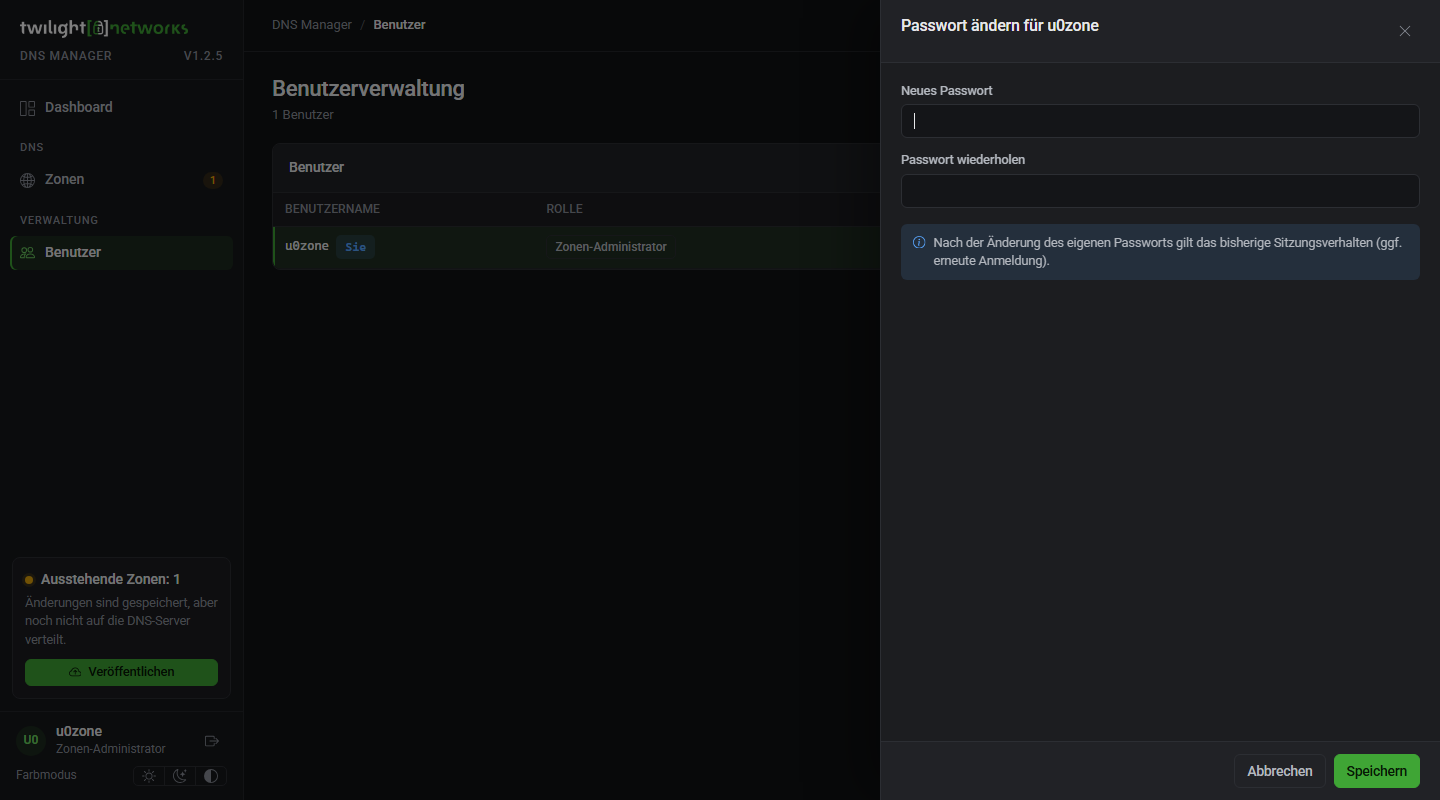 twilight[0]networks
DNS MANAGER V1.2.5
Dashboard
DNS
Zonen 1
VERWALTUNG
Benutzer
Ausstehende Zonen: 1
Änderungen sind gespeichert, aber
noch nicht auf die DNS-Server
verteilt.
Veröffentlichen
U0 u0zone
Zonen-Administrator
Farbmodus
DNS Manager / Benutzer
Benutzerverwaltung
1 Benutzer
Benutzer
BENUTZERNAME ROLLE
u0zone Sie Zonen-Administrator
Passwort ändern für u0zone
Neues Passwort
Passwort wiederholen
Nach der Änderung des eigenen Passworts gilt das bisherige Sitzungsverhalten (ggf.
erneute Anmeldung).
Abbrechen Speichern